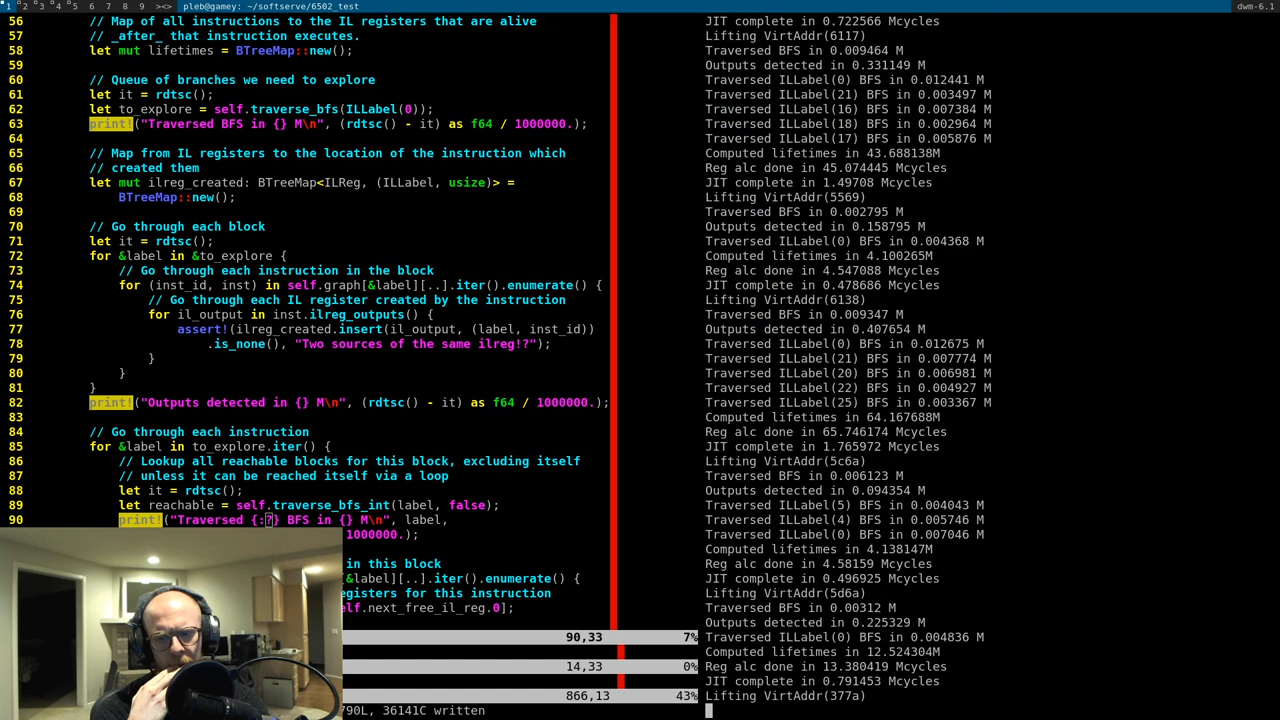 1 2 3 4 5 6 7 8 9 ><> pleb@gamey: ~/softserve/6502_test dwm-6.1
56 // Map of all instructions to the IL registers that are alive
57 // _after_ that instruction executes.
58 let mut lifetimes = BTreeMap::new();
59
60 // Queue of branches we need to explore
61 let it = rdtsc();
62 let to_explore = self.traverse_bfs(ILLabel(0));
63 print!("Traversed BFS in {} M\n", (rdtsc() - it) as f64 / 1000000.);
64
65 // Map from IL registers to the location of the instruction which
66 // created them
67 let mut ilreg_created: BTreeMap<ILReg, (ILLabel, usize)> =
68 BTreeMap::new();
69
70 // Go through each block
71 let it = rdtsc();
72 for &label in &to_explore {
73 // Go through each instruction in the block
74 for (inst_id, inst) in self.graph[&label][..].iter().enumerate() {
75 // Go through each IL register created by the instruction
76 for il_output in inst.ilreg_outputs() {
77 assert!(ilreg_created.insert(il_output, (label, inst_id))
78 .is_none(), "Two sources of the same ilreg!?");
79 }
80 }
81 }
82 print!("Outputs detected in {} M\n", (rdtsc() - it) as f64 / 1000000.);
83
84 // Go through each instruction
85 for &label in to_explore.iter() {
86 // Lookup all reachable blocks for this block, excluding itself
87 // unless it can be reached itself via a loop
88 let it = rdtsc();
89 let reachable = self.traverse_bfs_int(label, false);
90 print!("Traversed {:?} BFS in {} M\n", label,
1000000.);
in this block
&label][..].iter().enumerate() {
egisters for this instruction
elf.next_free_il_reg.0];
90,33 7%
14,33 0%
866,13 43%
790L, 36141C written
JIT complete in 0.722566 Mcycles
Lifting VirtAddr(6117)
Traversed BFS in 0.009464 M
Outputs detected in 0.331149 M
Traversed ILLabel(0) BFS in 0.012441 M
Traversed ILLabel(21) BFS in 0.003497 M
Traversed ILLabel(16) BFS in 0.007384 M
Traversed ILLabel(18) BFS in 0.002964 M
Traversed ILLabel(17) BFS in 0.005876 M
Computed lifetimes in 43.688138M
Reg alc done in 45.074445 Mcycles
JIT complete in 1.49708 Mcycles
Lifting VirtAddr(5569)
Traversed BFS in 0.002795 M
Outputs detected in 0.158795 M
Traversed ILLabel(0) BFS in 0.004368 M
Computed lifetimes in 4.100265M
Reg alc done in 4.547088 Mcycles
JIT complete in 0.478686 Mcycles
Lifting VirtAddr(6138)
Traversed BFS in 0.009347 M
Outputs detected in 0.407654 M
Traversed ILLabel(0) BFS in 0.012675 M
Traversed ILLabel(21) BFS in 0.007774 M
Traversed ILLabel(20) BFS in 0.006981 M
Traversed ILLabel(22) BFS in 0.004927 M
Traversed ILLabel(25) BFS in 0.003367 M
Computed lifetimes in 64.167688M
Reg alc done in 65.746174 Mcycles
JIT complete in 1.765972 Mcycles
Lifting VirtAddr(5c6a)
Traversed BFS in 0.006123 M
Outputs detected in 0.094354 M
Traversed ILLabel(5) BFS in 0.004043 M
Traversed ILLabel(4) BFS in 0.005746 M
Traversed ILLabel(0) BFS in 0.007046 M
Computed lifetimes in 4.138147M
Reg alc done in 4.58159 Mcycles
JIT complete in 0.496925 Mcycles
Lifting VirtAddr(5d6a)
Traversed BFS in 0.00312 M
Outputs detected in 0.225329 M
Traversed ILLabel(0) BFS in 0.004836 M
Computed lifetimes in 12.524304M
Reg alc done in 13.380419 Mcycles
JIT complete in 0.791453 Mcycles
Lifting VirtAddr(377a)